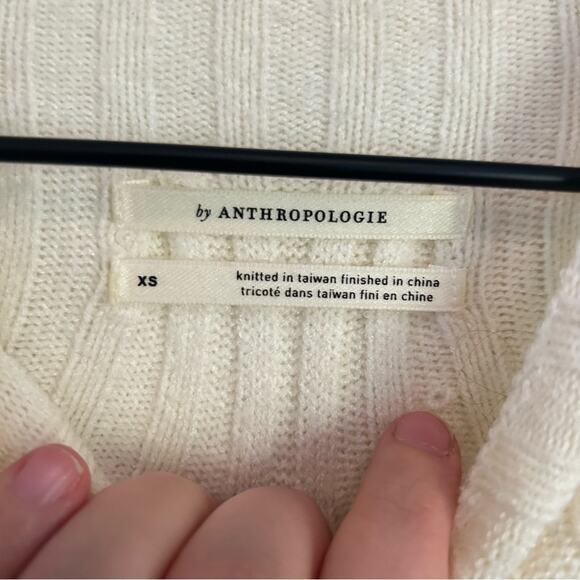 by ANTHROPOLOGIE
XS
knitted in taiwan finished in china
tricoté dans taïwan fini en chine